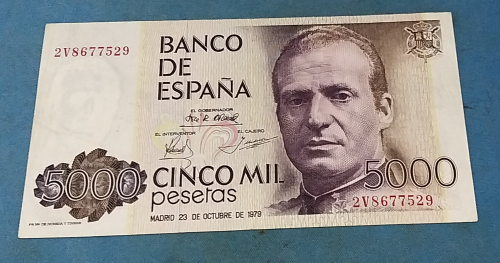 2V8677529
BANCO
DE
ESPAÑA
EL GOBERNADOR
EL INTERVENTOR
EL CAJERO
5000
CINCO MIL
pesetas
5000
2V8677529
MADRID 23 DE OCTUBRE DE 1979